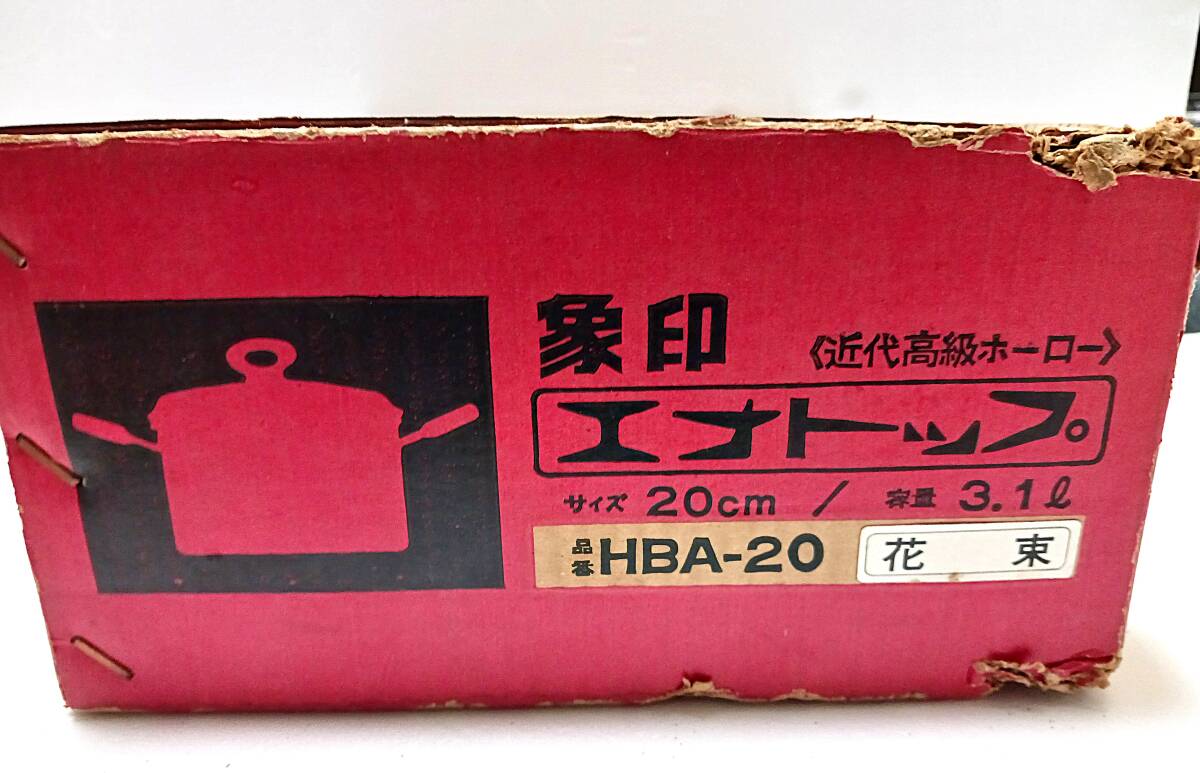 象印
《近代高級ホーロー》
エナトップ
サイズ 20cm / 容量 3.1ℓ
品番 HBA-20 花束